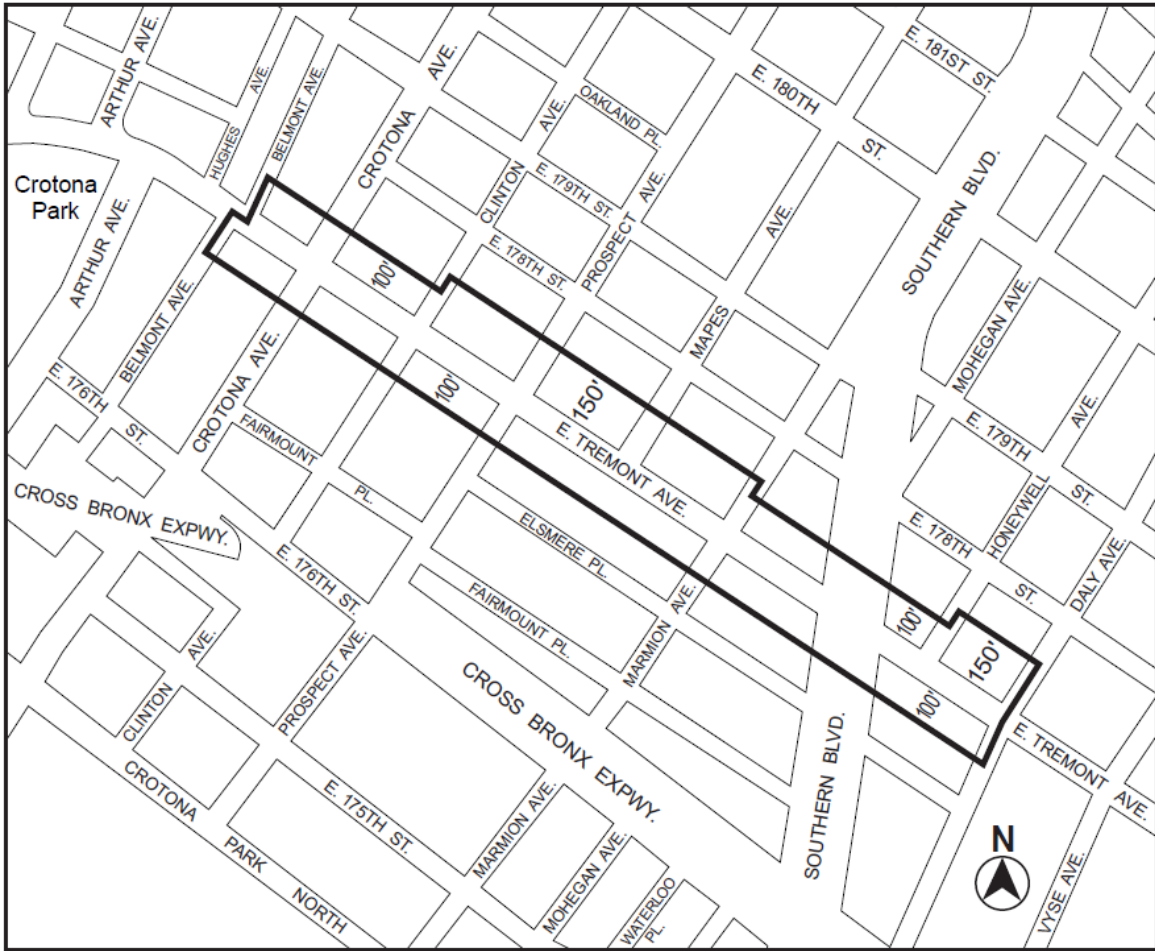 ARTHUR AVE.
AVE.
E. 181ST ST.
HUGHES
AVE.
BELMONT AVE.
CROTONA
OAKLAND PL.
E. 180TH
ST.
AVE.
CLINTON
E. 179TH ST.
AVE.
PROSPECT
E. 178TH ST.
AVE.
MAPES
SOUTHERN BLVD.
Crotona
Park
ARTHUR AVE.
BELMONT AVE.
100'
MOHEGAN AVE.
E. 176TH
ST.
CROTONA AVE.
FAIRMOUNT
PL.
100'
150'
E. TREMONT AVE.
E. 179TH
ST.
AVE.
HONEYWELL
E. 178TH
ST.
DALY AVE.
CROSS BRONX EXPWY.
E. 176TH ST.
ELSMERE PL.
FAIRMOUNT PL.
MARMION AVE.
100'
150'
100'
E. TREMONT AVE.
AVE.
CLINTON
PROSPECT AVE.
CROSS BRONX EXPWY.
SOUTHERN BLVD.
CROTONA
PARK
NORTH
E. 175TH ST.
MARMION AVE.
MOHEGAN AVE.
WATERLOO
PL.
N
VYSE AVE.